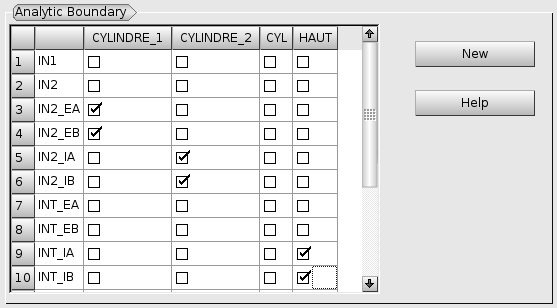 Analytic Boundary
CYLINDRE_1 CYLINDRE_2 CYL HAUT
1 IN1
2 IN2
3 IN2_EA
4 IN2_EB
5 IN2_IA
6 IN2_IB
7 INT_EA
8 INT_EB
9 INT_IA
10 INT_IB
New
Help